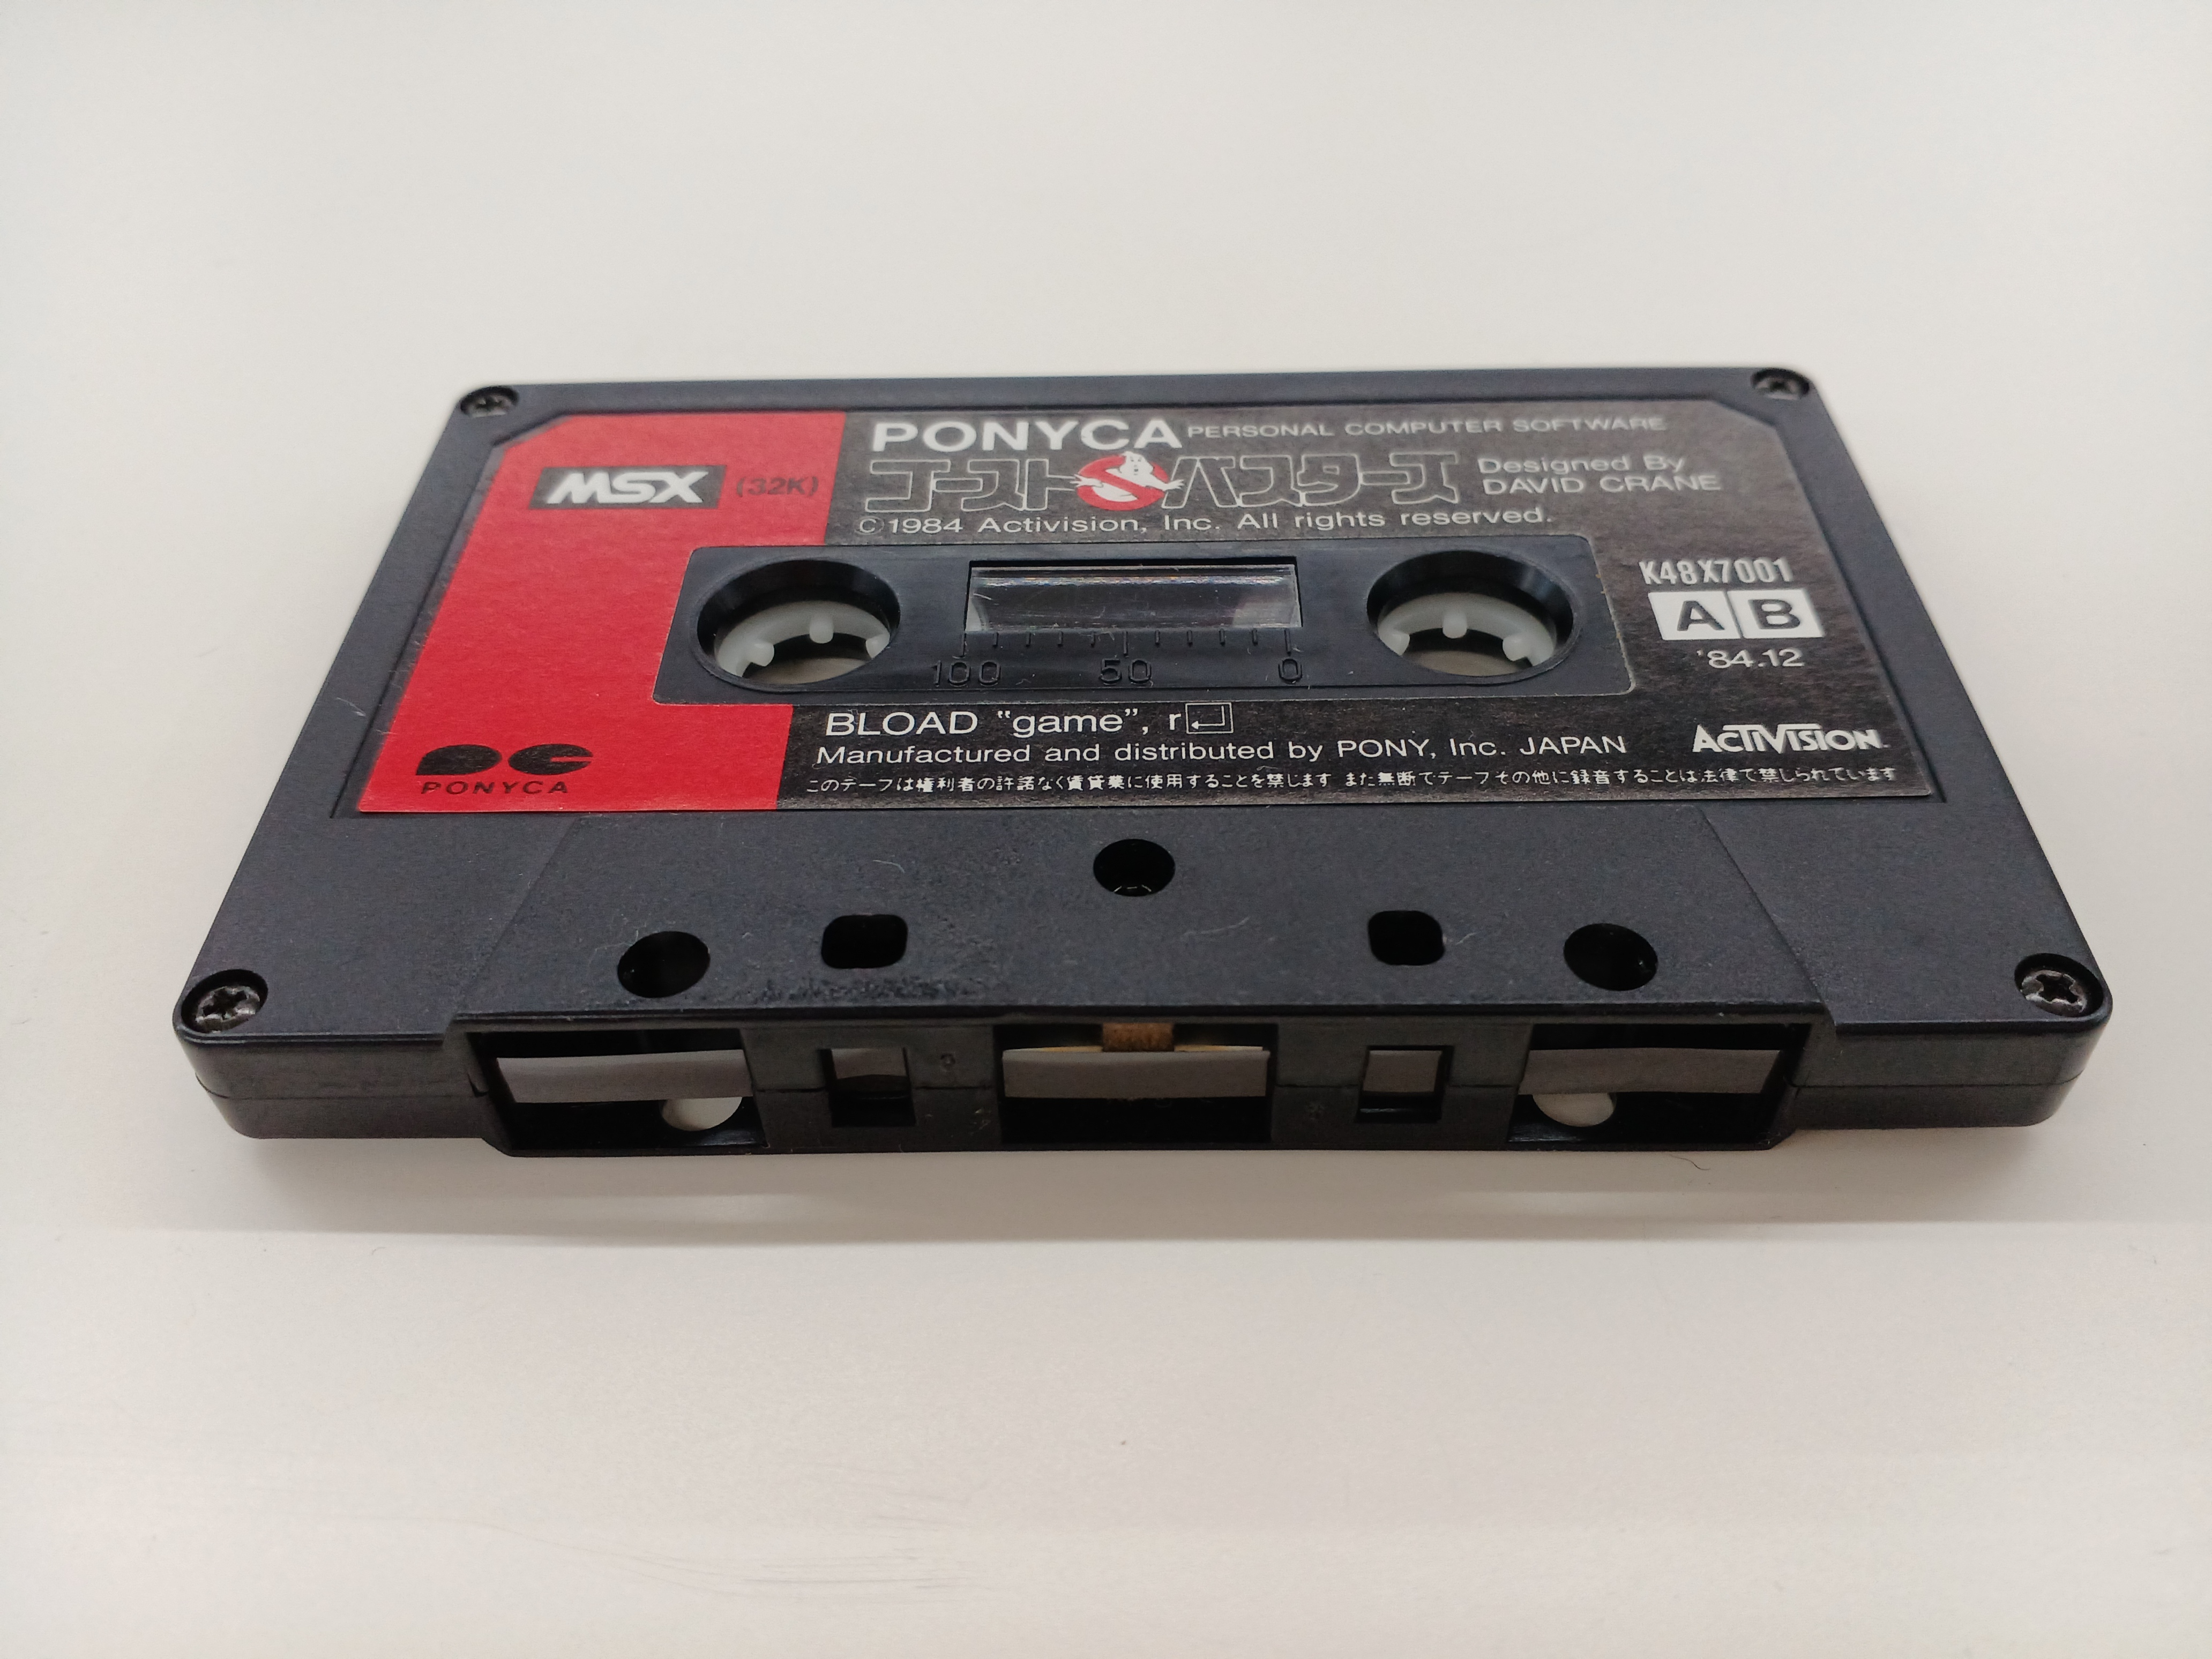 PONYCA PERSONAL COMPUTER SOFTWARE
MSX (32K)
ゴーストバスターズ
Designed By
DAVID CRANE
©1984 Activision, Inc. All rights reserved.
K48X7001
A B
'84.12
100 50 0
BLOAD "game", r
Manufactured and distributed by PONY, Inc. JAPAN
ACTIVISION
PONYCA
このテープは権利者の許諾なく賃貸業に使用することを禁じます また無断でテープその他に録音することは法律で禁じられています